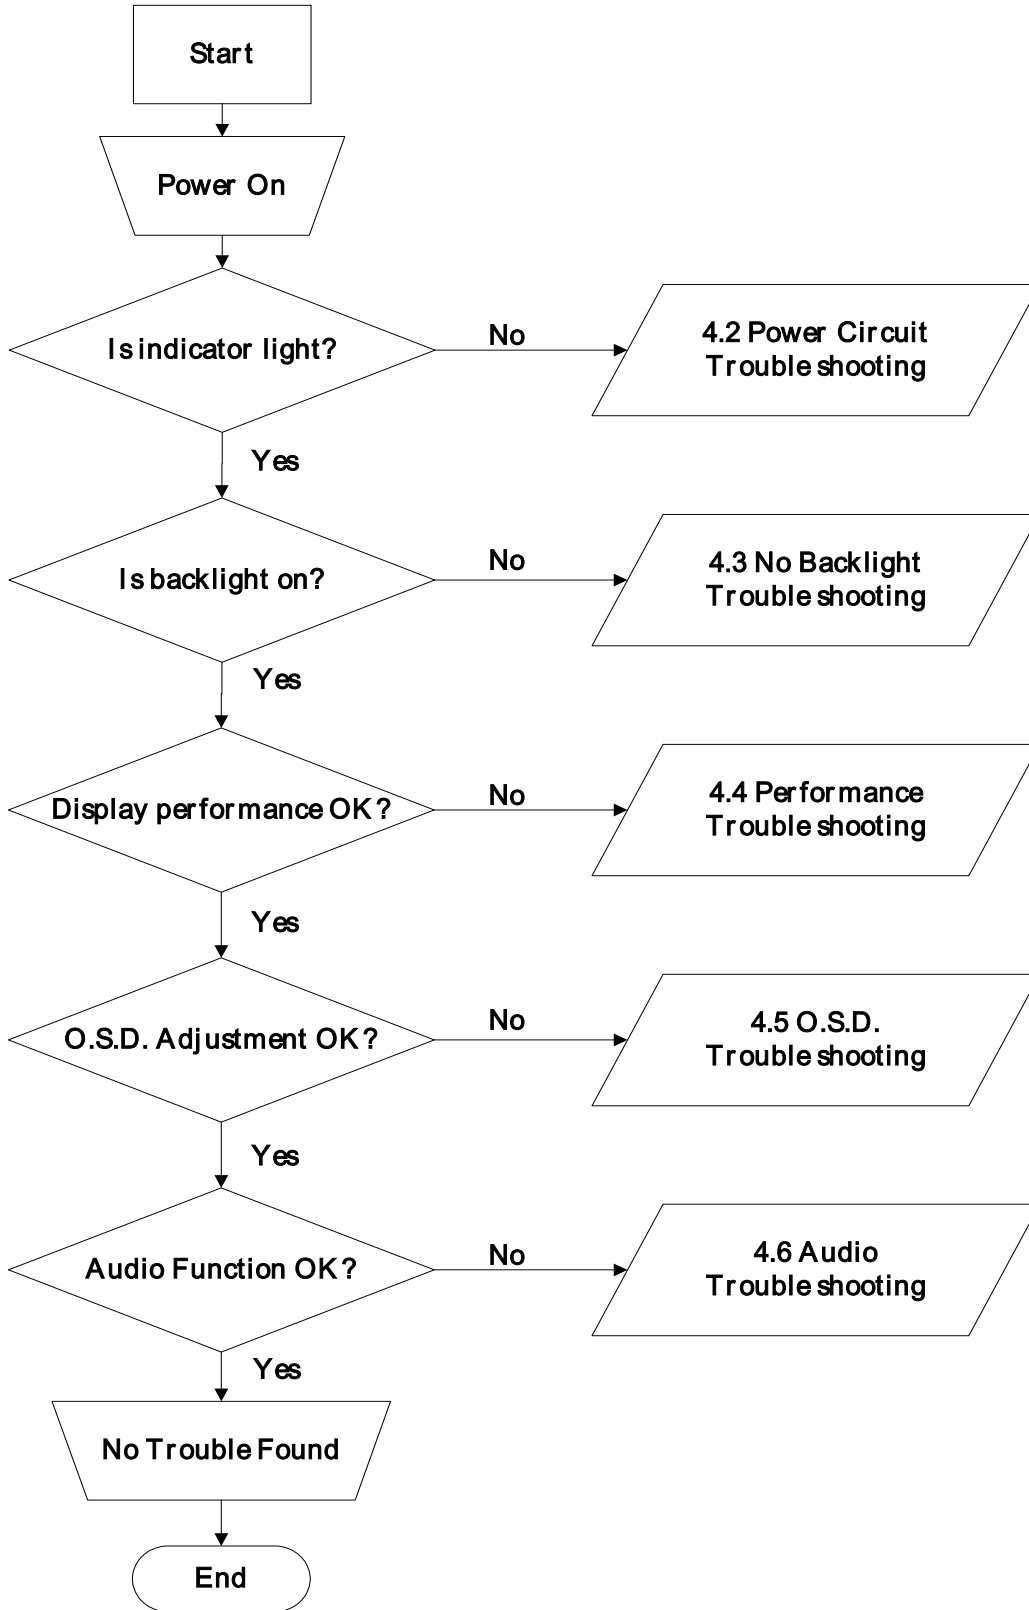 Start
Power On
Is indicator light?
No
4.2 Power Circuit
Trouble shooting
Yes
Is backlight on?
No
4.3 No Backlight
Trouble shooting
Yes
Display performance OK?
No
4.4 Performance
Trouble shooting
Yes
O.S.D. Adjustment OK?
No
4.5 O.S.D.
Trouble shooting
Yes
Audio Function OK?
No
4.6 Audio
Trouble shooting
Yes
No Trouble Found
End